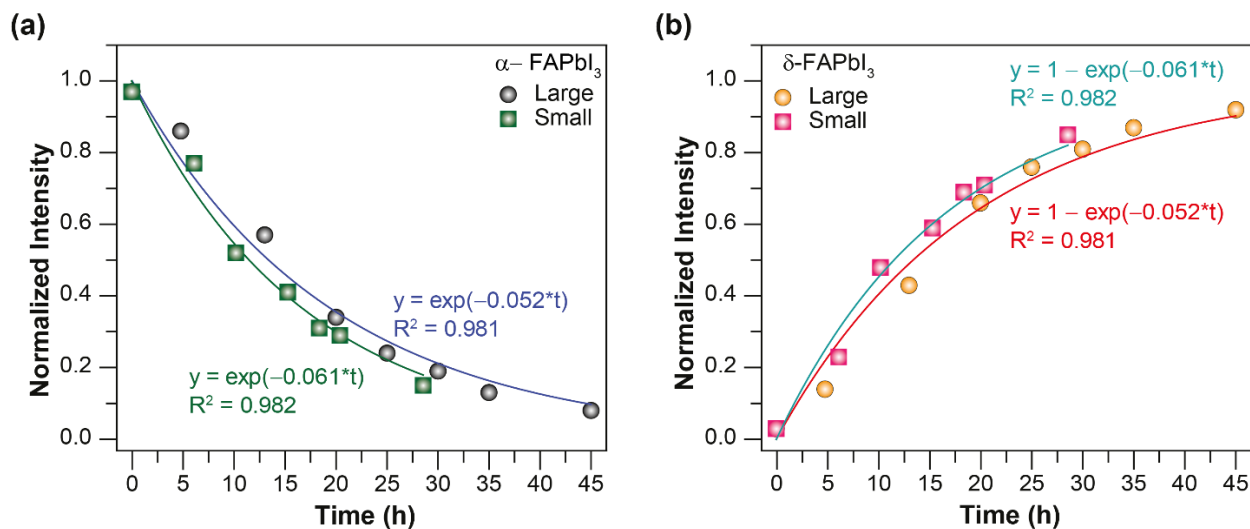 (a)
α– FAPbI₃
Large
Small
1.0
0.8
0.6
0.4
0.2
0.0
Normalized Intensity
y = exp(−0.052*t)
R² = 0.981
y = exp(−0.061*t)
R² = 0.982
0 5 10 15 20 25 30 35 40 45
Time (h)
(b)
δ-FAPbI₃
Large
Small
1.0
0.8
0.6
0.4
0.2
0.0
Normalized Intensity
y = 1 − exp(−0.061*t)
R² = 0.982
y = 1 − exp(−0.052*t)
R² = 0.981
0 5 10 15 20 25 30 35 40 45
Time (h)